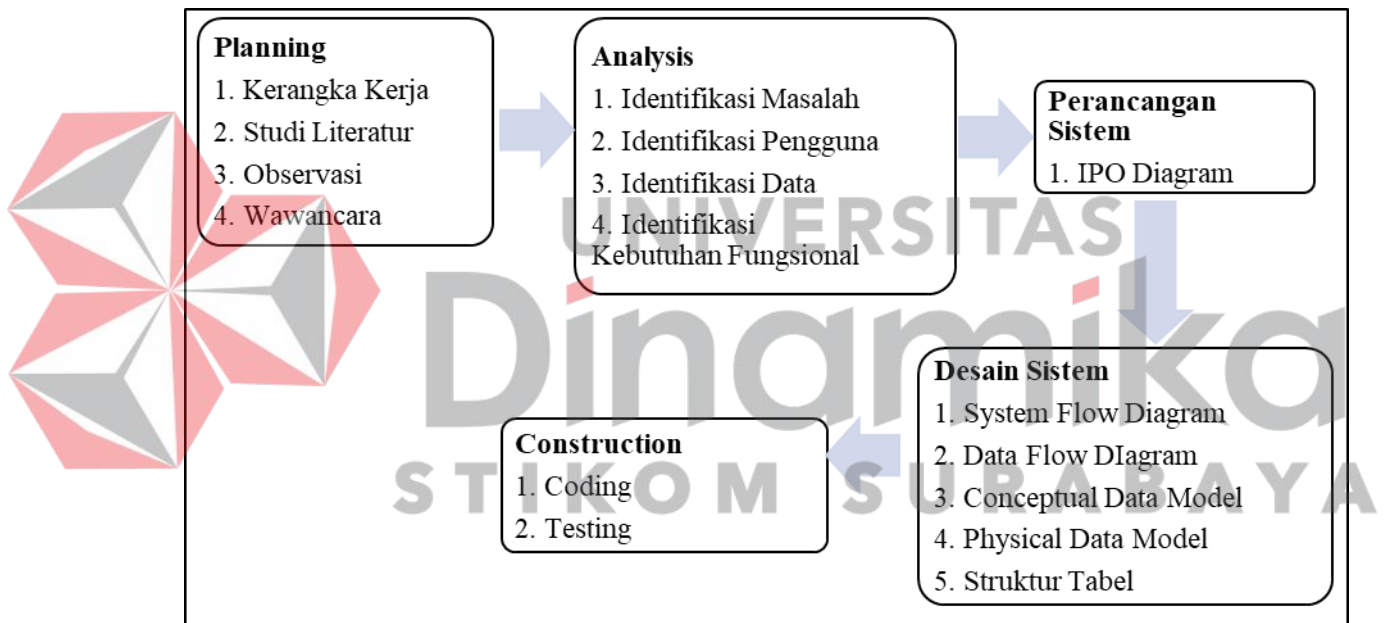 Planning
1. Kerangka Kerja
2. Studi Literatur
3. Observasi
4. Wawancara
Analysis
1. Identifikasi Masalah
2. Identifikasi Pengguna
3. Identifikasi Data
4. Identifikasi
Kebutuhan Fungsional
Perancangan
Sistem
1. IPO Diagram
Desain Sistem
1. System Flow Diagram
2. Data Flow DIagram
3. Conceptual Data Model
4. Physical Data Model
5. Struktur Tabel
Construction
1. Coding
2. Testing
UNIVERSITAS
Dinamika
STIKOM SURABAYA